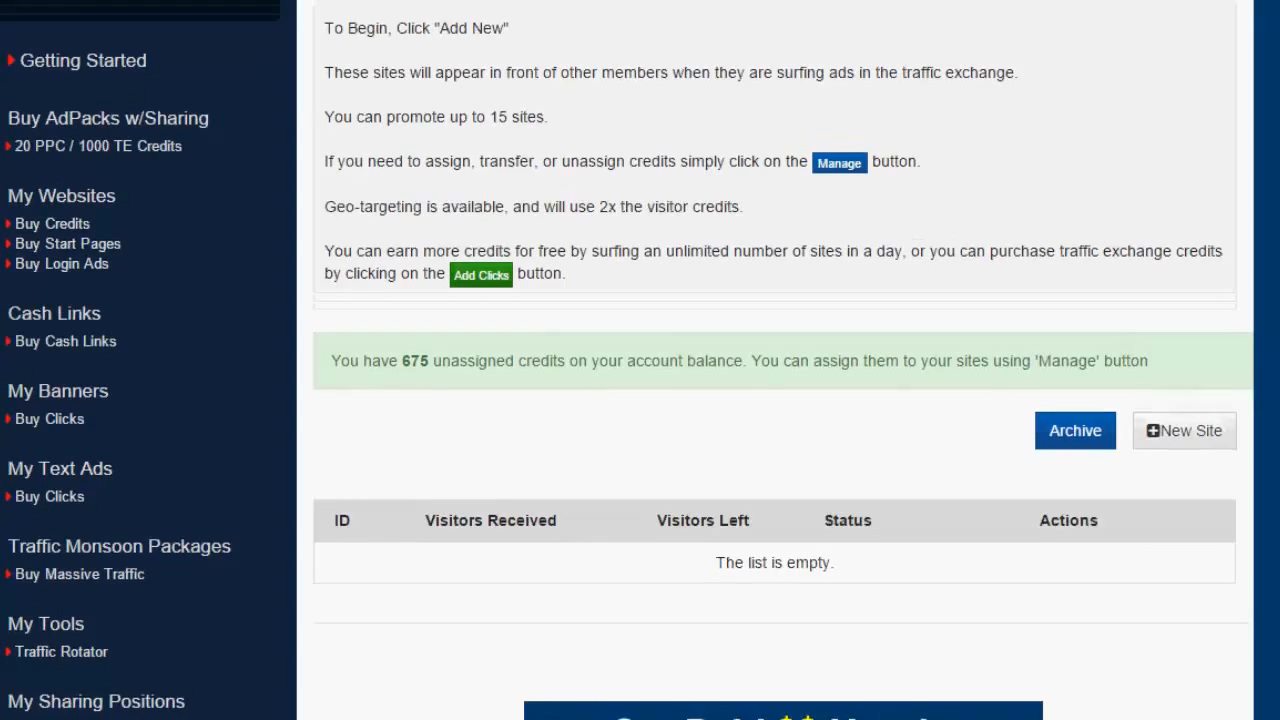 Getting Started
Buy AdPacks w/Sharing
20 PPC / 1000 TE Credits
My Websites
Buy Credits
Buy Start Pages
Buy Login Ads
Cash Links
Buy Cash Links
My Banners
Buy Clicks
My Text Ads
Buy Clicks
Traffic Monsoon Packages
Buy Massive Traffic
My Tools
Traffic Rotator
My Sharing Positions
To Begin, Click "Add New"
These sites will appear in front of other members when they are surfing ads in the traffic exchange.
You can promote up to 15 sites.
If you need to assign, transfer, or unassign credits simply click on the Manage button.
Geo-targeting is available, and will use 2x the visitor credits.
You can earn more credits for free by surfing an unlimited number of sites in a day, or you can purchase traffic exchange credits
by clicking on the Add Clicks button.
You have 675 unassigned credits on your account balance. You can assign them to your sites using 'Manage' button
Archive New Site
ID Visitors Received Visitors Left Status Actions
The list is empty.